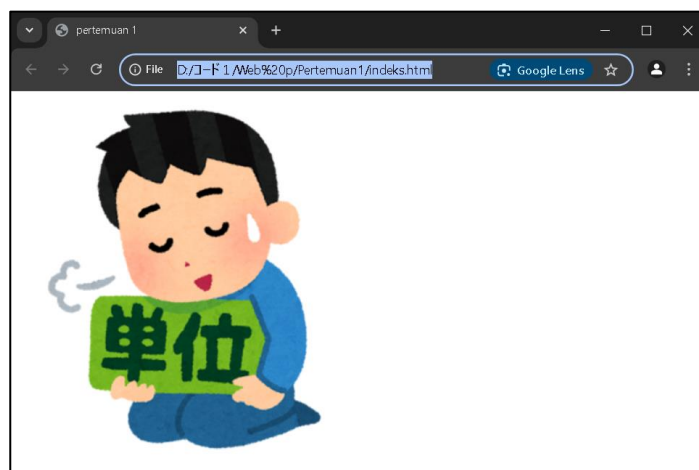 pertemuan 1
File D:/コード1/Web%20p/Pertemuan1/indeks.html Google Lens
単位